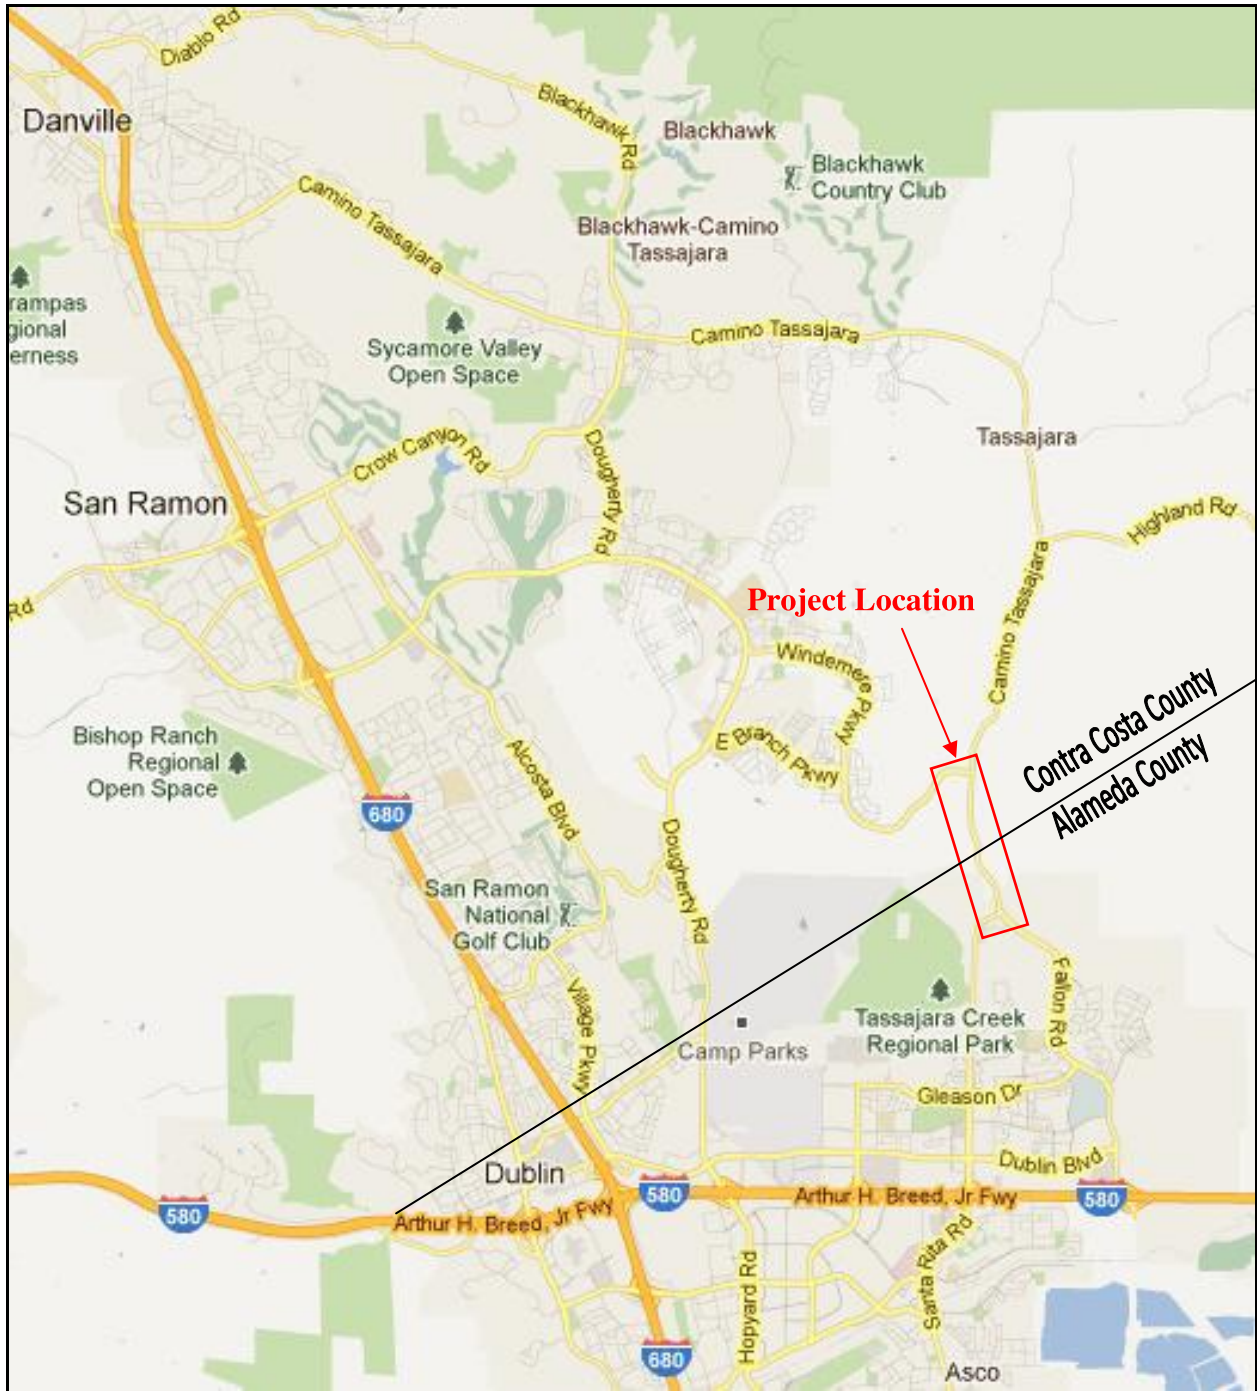 Diablo Rd
Danville
Blackhawk Rd
Blackhawk
Blackhawk
Country Club
Camino Tassajara
Blackhawk-Camino
Tassajara
rampas
gional
erness
Sycamore Valley
Open Space
Camino Tassajara
Tassajara
Crow Canyon Rd
Dougherty Rd
San Ramon
Highland Rd
Rd
Project Location
Camino Tassajara
Windemere Pkwy
Contra Costa County
Alameda County
Bishop Ranch
Regional
Open Space
E Branch Pkwy
Alcosta Blvd
680
Dougherty Rd
San Ramon
National
Golf Club
Fallon Rd
Village Pkwy
Tassajara Creek
Regional Park
Camp Parks
Gleason Dr
Dublin
Dublin Blvd
580
580
580
Arthur H. Breed, Jr Fwy
Arthur H. Breed, Jr Fwy
Santa Rita Rd
Hopyard Rd
680
Asco